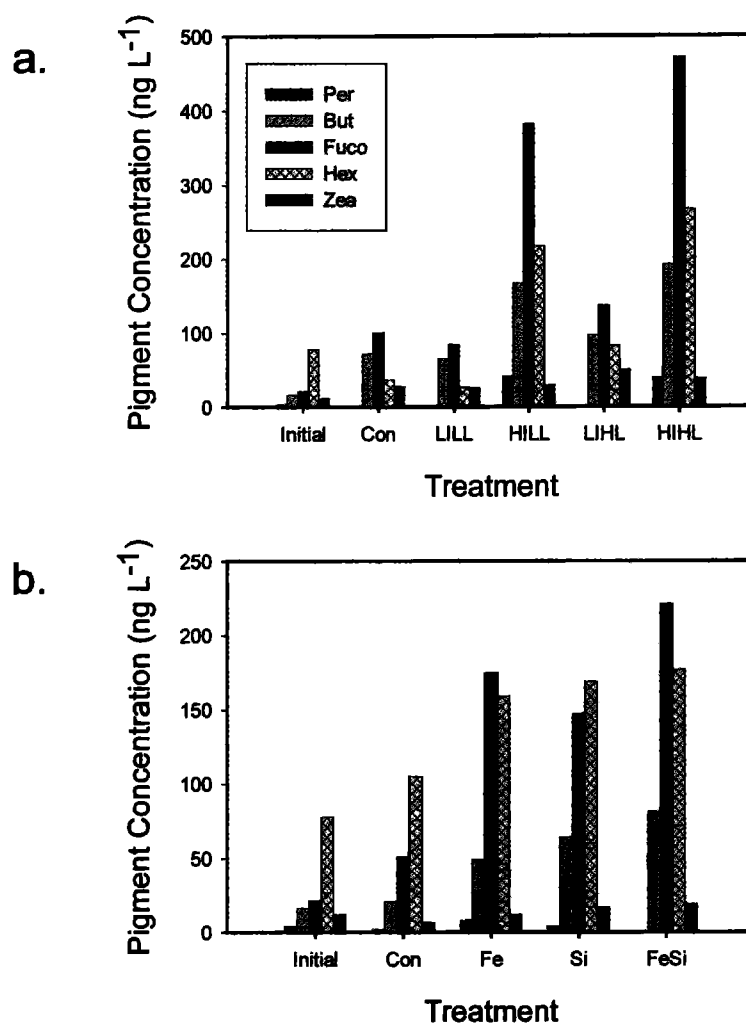 a.
Pigment Concentration (ng L⁻¹)
500
400
300
200
100
0
Per
But
Fuco
Hex
Zea
Initial Con LILL HILL LIHL HIHL
Treatment
b.
Pigment Concentration (ng L⁻¹)
250
200
150
100
50
0
Initial Con Fe Si FeSi
Treatment